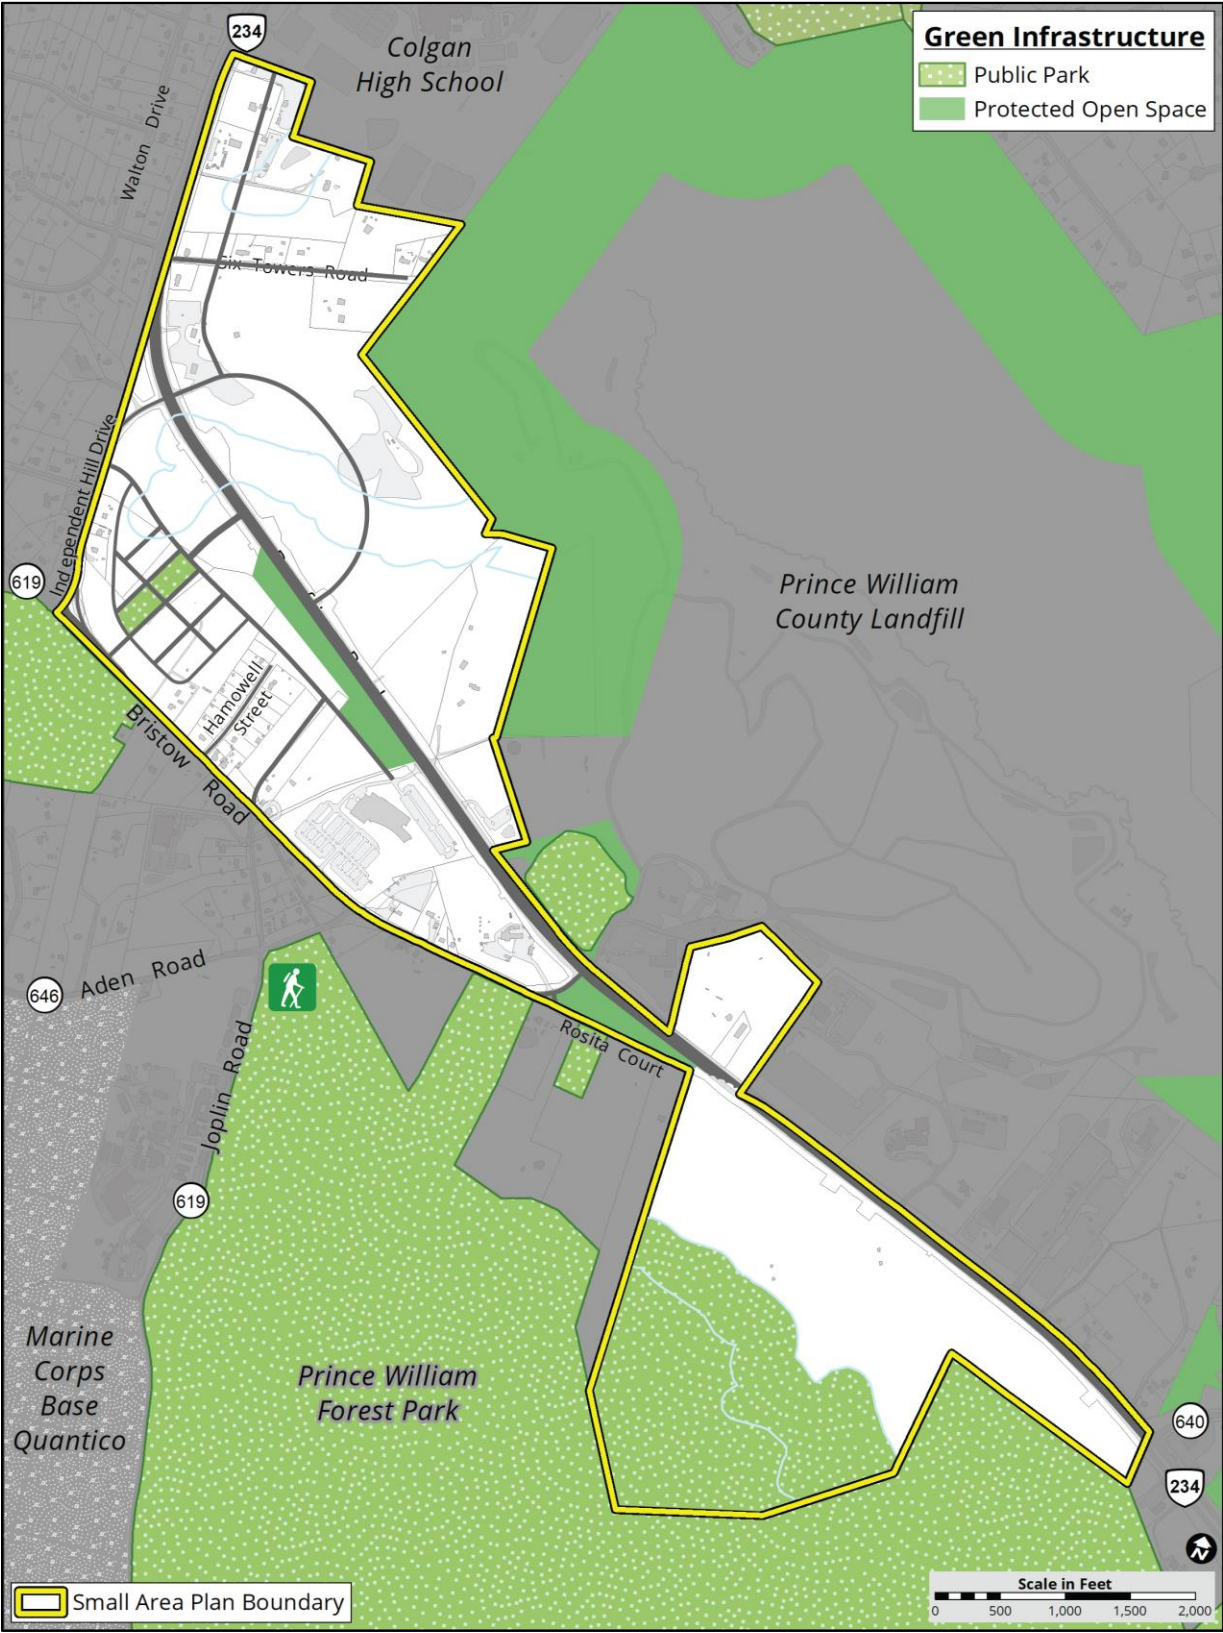 234
Colgan
High School
Green Infrastructure
Public Park
Protected Open Space
Walton Drive
Six Towers Road
Independent Hill Drive
619
Prince William
County Landfill
Hamowell
Street
Bristow Road
Aden Road
646
Rosita Court
Joplin Road
619
Marine
Corps
Base
Quantico
Prince William
Forest Park
640
234
N
Small Area Plan Boundary
Scale in Feet
0 500 1,000 1,500 2,000